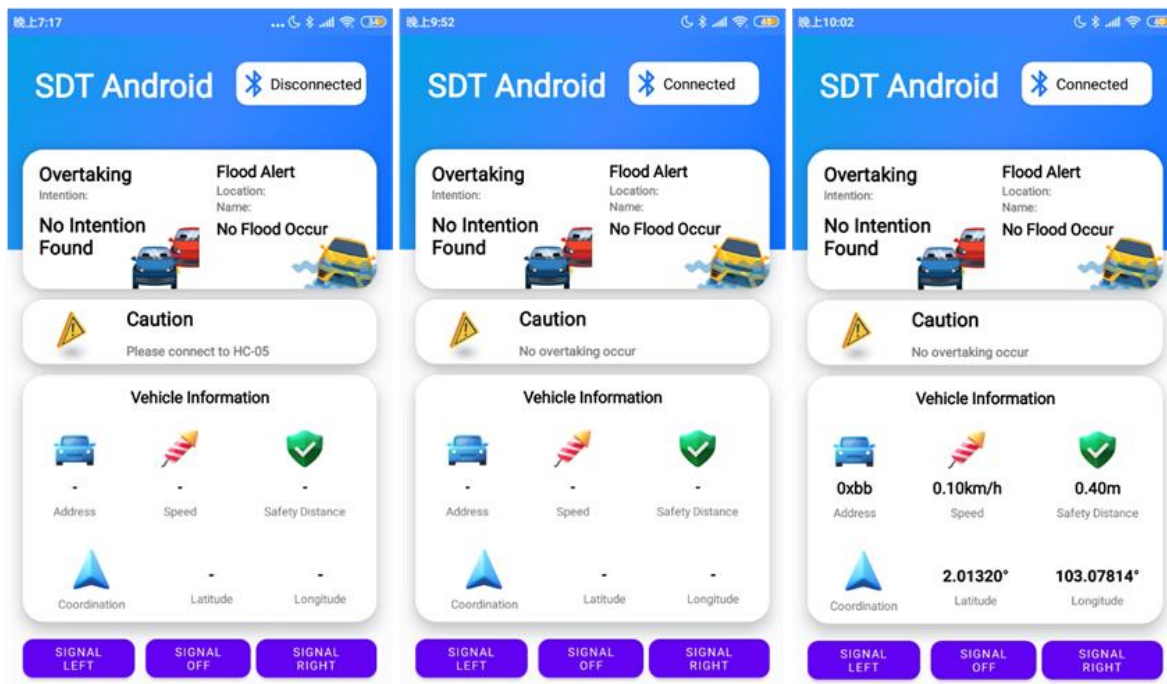 晚上7:17
34
SDT Android
Disconnected
Overtaking
Intention:
No Intention
Found
Flood Alert
Location:
Name:
No Flood Occur
Caution
Please connect to HC-05
Vehicle Information
-
-
-
Address
Speed
Safety Distance
-
-
Coordination
Latitude
Longitude
SIGNAL
LEFT
SIGNAL
OFF
SIGNAL
RIGHT
晚上9:52
SDT Android
Connected
Overtaking
Intention:
No Intention
Found
Flood Alert
Location:
Name:
No Flood Occur
Caution
No overtaking occur
Vehicle Information
-
-
-
Address
Speed
Safety Distance
-
-
Coordination
Latitude
Longitude
SIGNAL
LEFT
SIGNAL
OFF
SIGNAL
RIGHT
晚上10:02
SDT Android
Connected
Overtaking
Intention:
No Intention
Found
Flood Alert
Location:
Name:
No Flood Occur
Caution
No overtaking occur
Vehicle Information
0xbb
0.10km/h
0.40m
Address
Speed
Safety Distance
2.01320°
103.07814°
Coordination
Latitude
Longitude
SIGNAL
LEFT
SIGNAL
OFF
SIGNAL
RIGHT